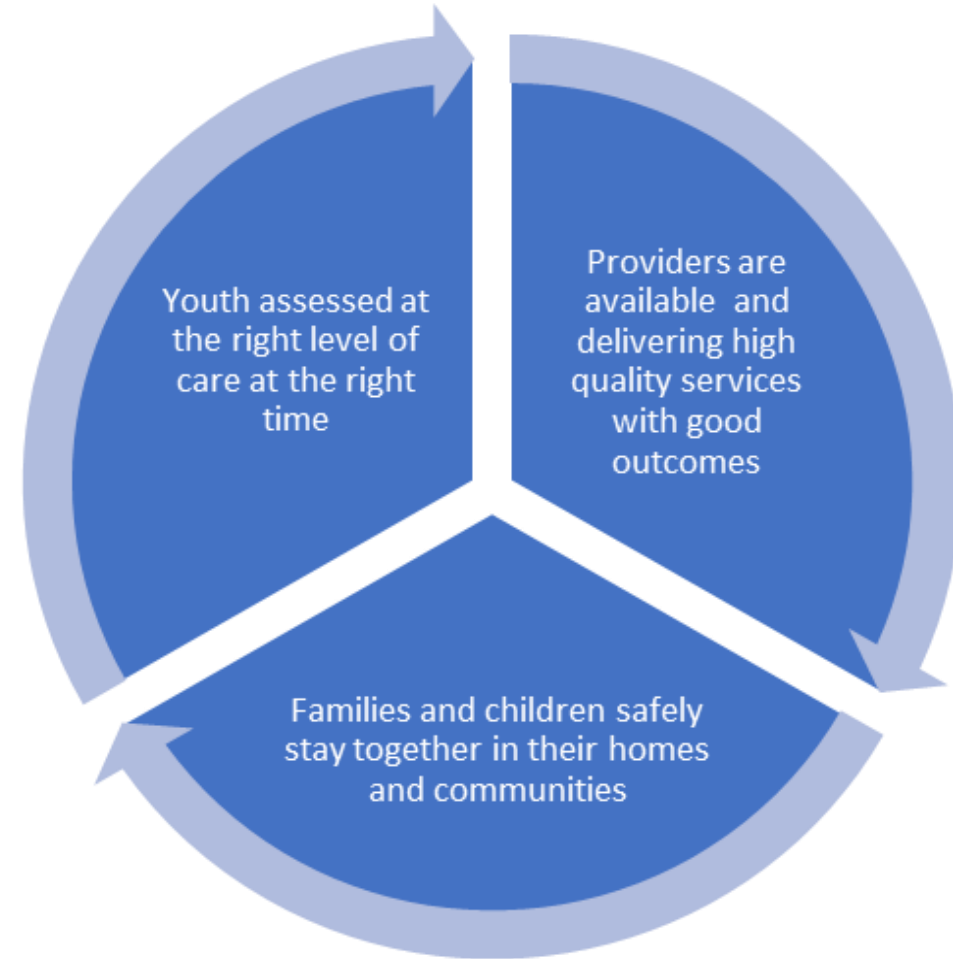 Youth assessed at
the right level of
care at the right
time
Providers are
available and
delivering high
quality services
with good
outcomes
Families and children safely
stay together in their homes
and communities